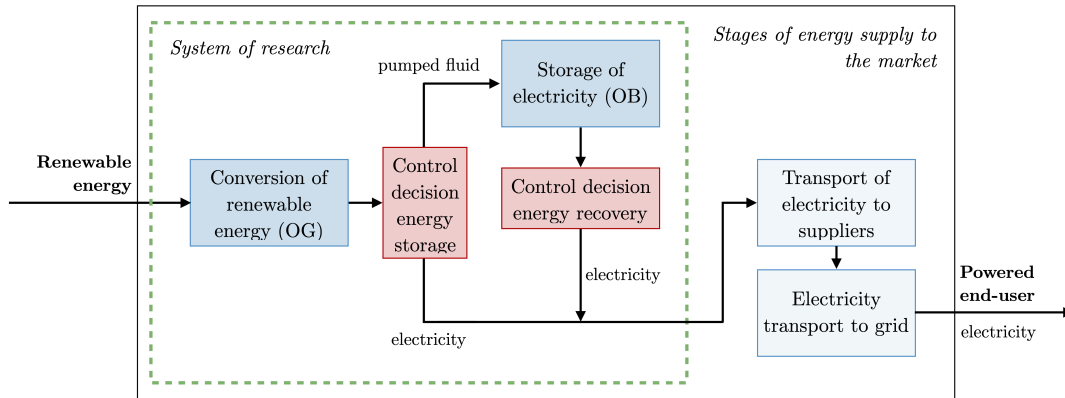 System of research
Stages of energy supply to
the market
pumped fluid
Storage of
electricity (OB)
Renewable
energy
Conversion of
renewable
energy (OG)
Control
decision
energy
storage
Control decision
energy recovery
Transport of
electricity to
suppliers
electricity
electricity
Electricity
transport to grid
Powered
end-user
electricity